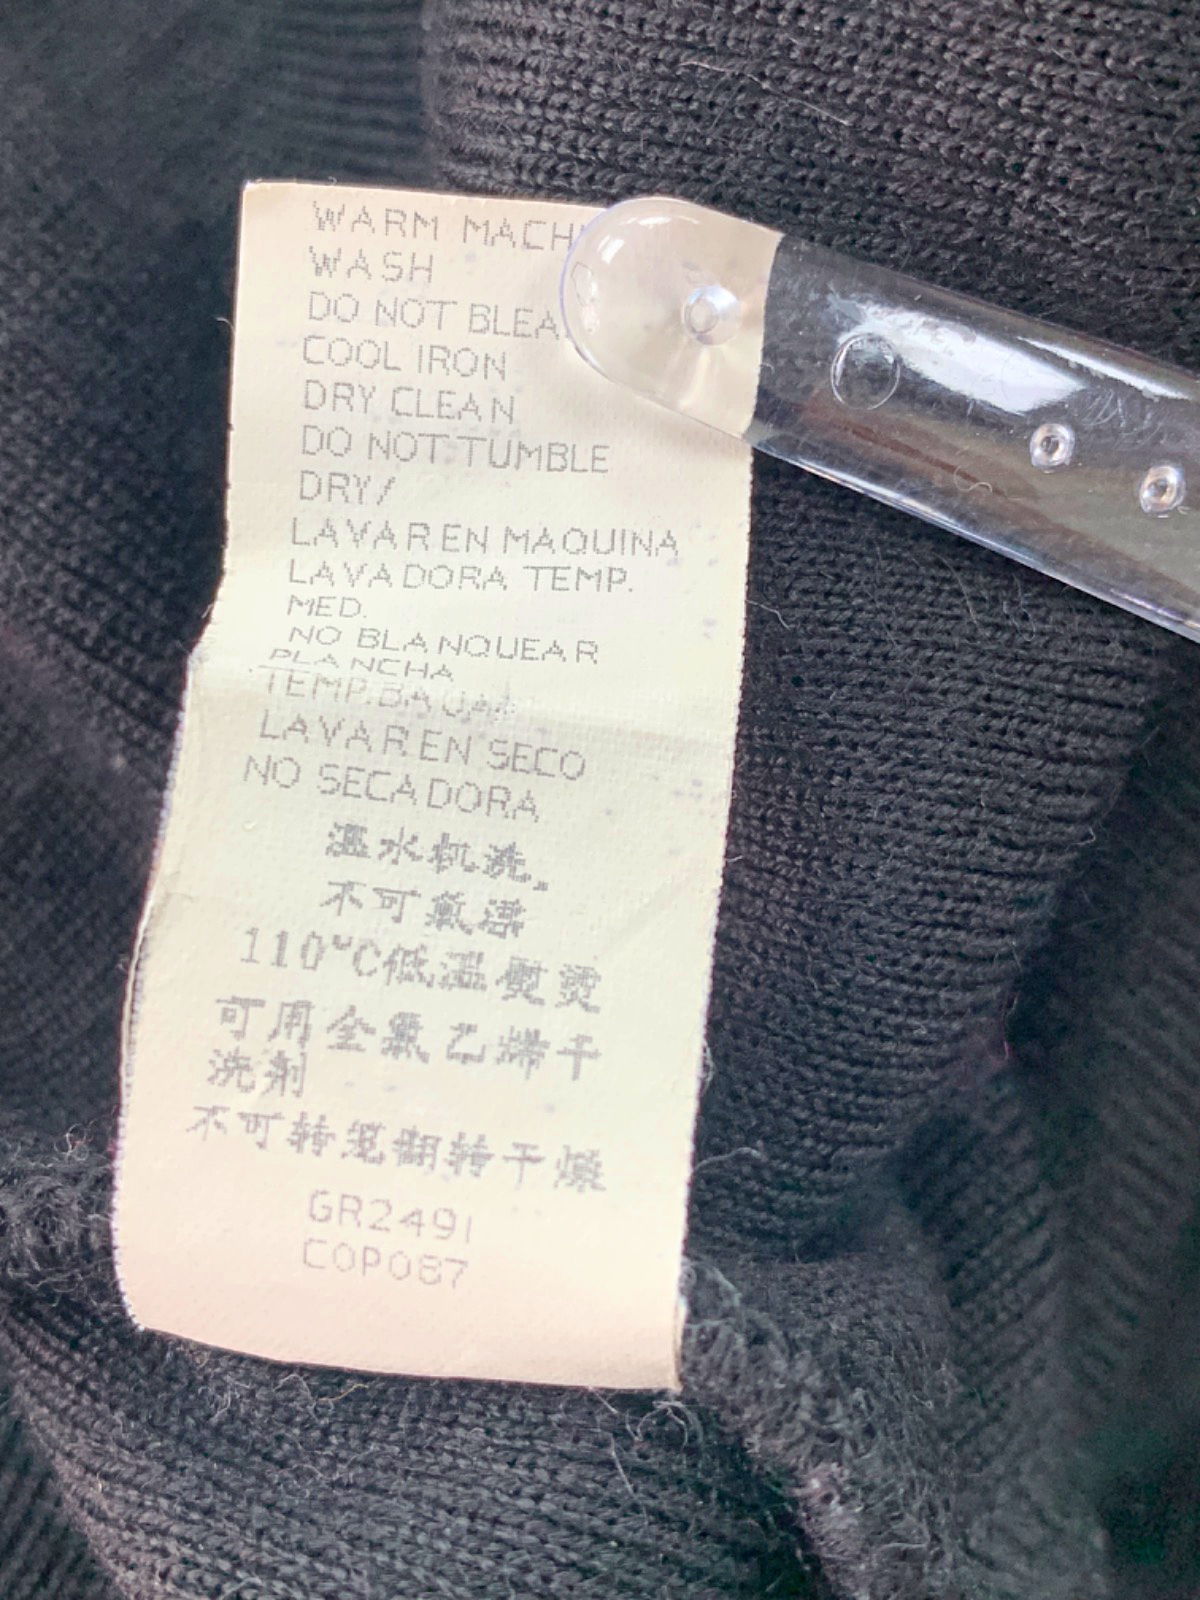 WARM MACH
WASH
DO NOT BLEA
COOL IRON
DRY CLEAN
DO NOT TUMBLE
DRY/
LAVAR EN MAQUINA
LAVADORA TEMP.
MED.
NO BLANQUEAR
PLANCHA
TEMP.BAJA
LAVAR EN SECO
NO SECADORA
温水机洗。
不可氯漂
110°C低温熨烫
可用全氯乙烯干
洗剂
不可转笼翻转干燥
GR2491
COP087